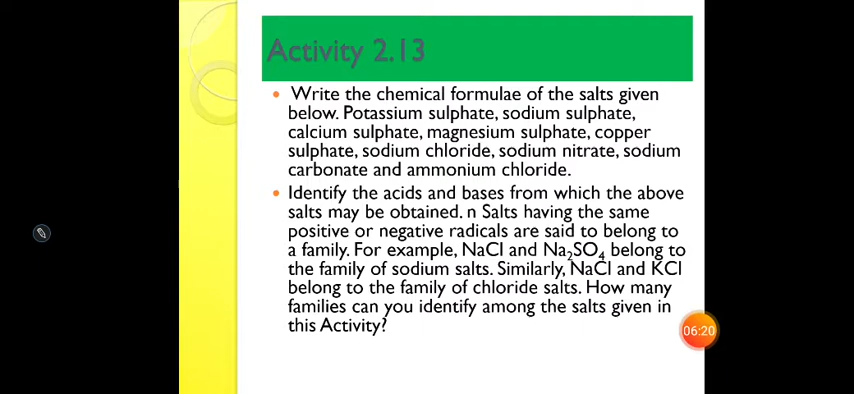 Activity 2.13
• Write the chemical formulae of the salts given
below. Potassium sulphate, sodium sulphate,
calcium sulphate, magnesium sulphate, copper
sulphate, sodium chloride, sodium nitrate, sodium
carbonate and ammonium chloride.
• Identify the acids and bases from which the above
salts may be obtained. n Salts having the same
positive or negative radicals are said to belong to
a family. For example, NaCl and Na₂SO₄ belong to
the family of sodium salts. Similarly, NaCl and KCl
belong to the family of chloride salts. How many
families can you identify among the salts given in
this Activity?
06:20